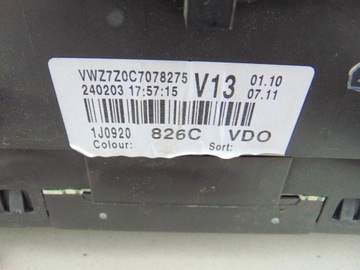 VWZ7Z0C7078275 V13 01.10
240203 17:57:15 07.11
1J0920 826C VDO
Colour: Sort: